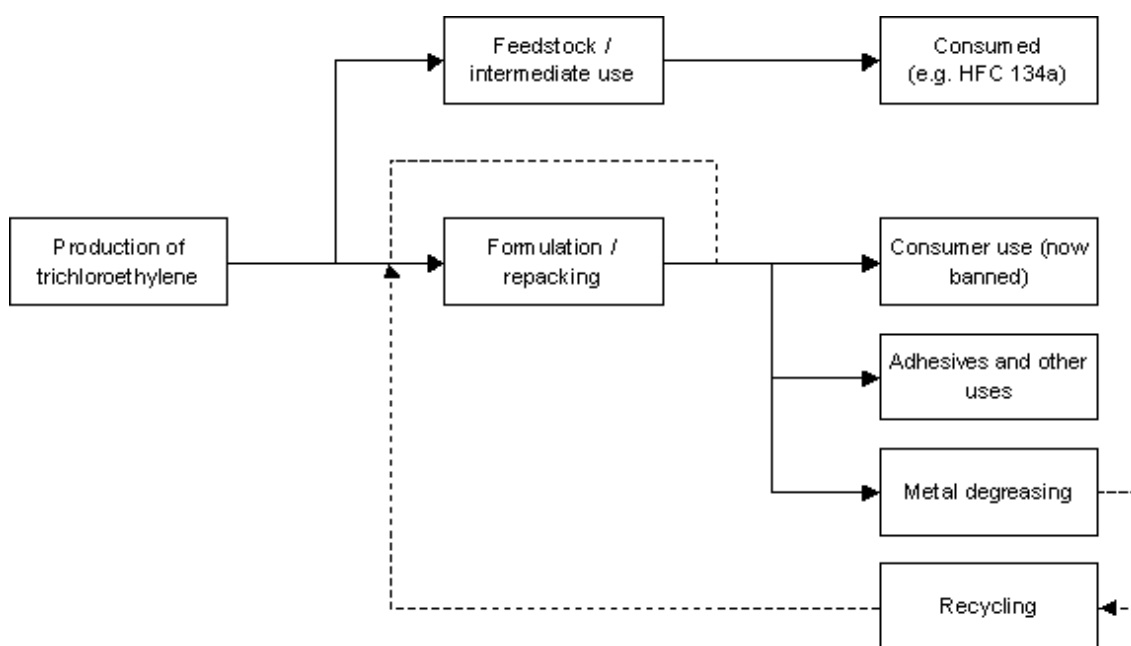 Feedstock /
intermediate use
Consumed
(e.g. HFC 134a)
Production of
trichloroethylene
Formulation /
repacking
Consumer use (now
banned)
Adhesives and other
uses
Metal degreasing
Recycling